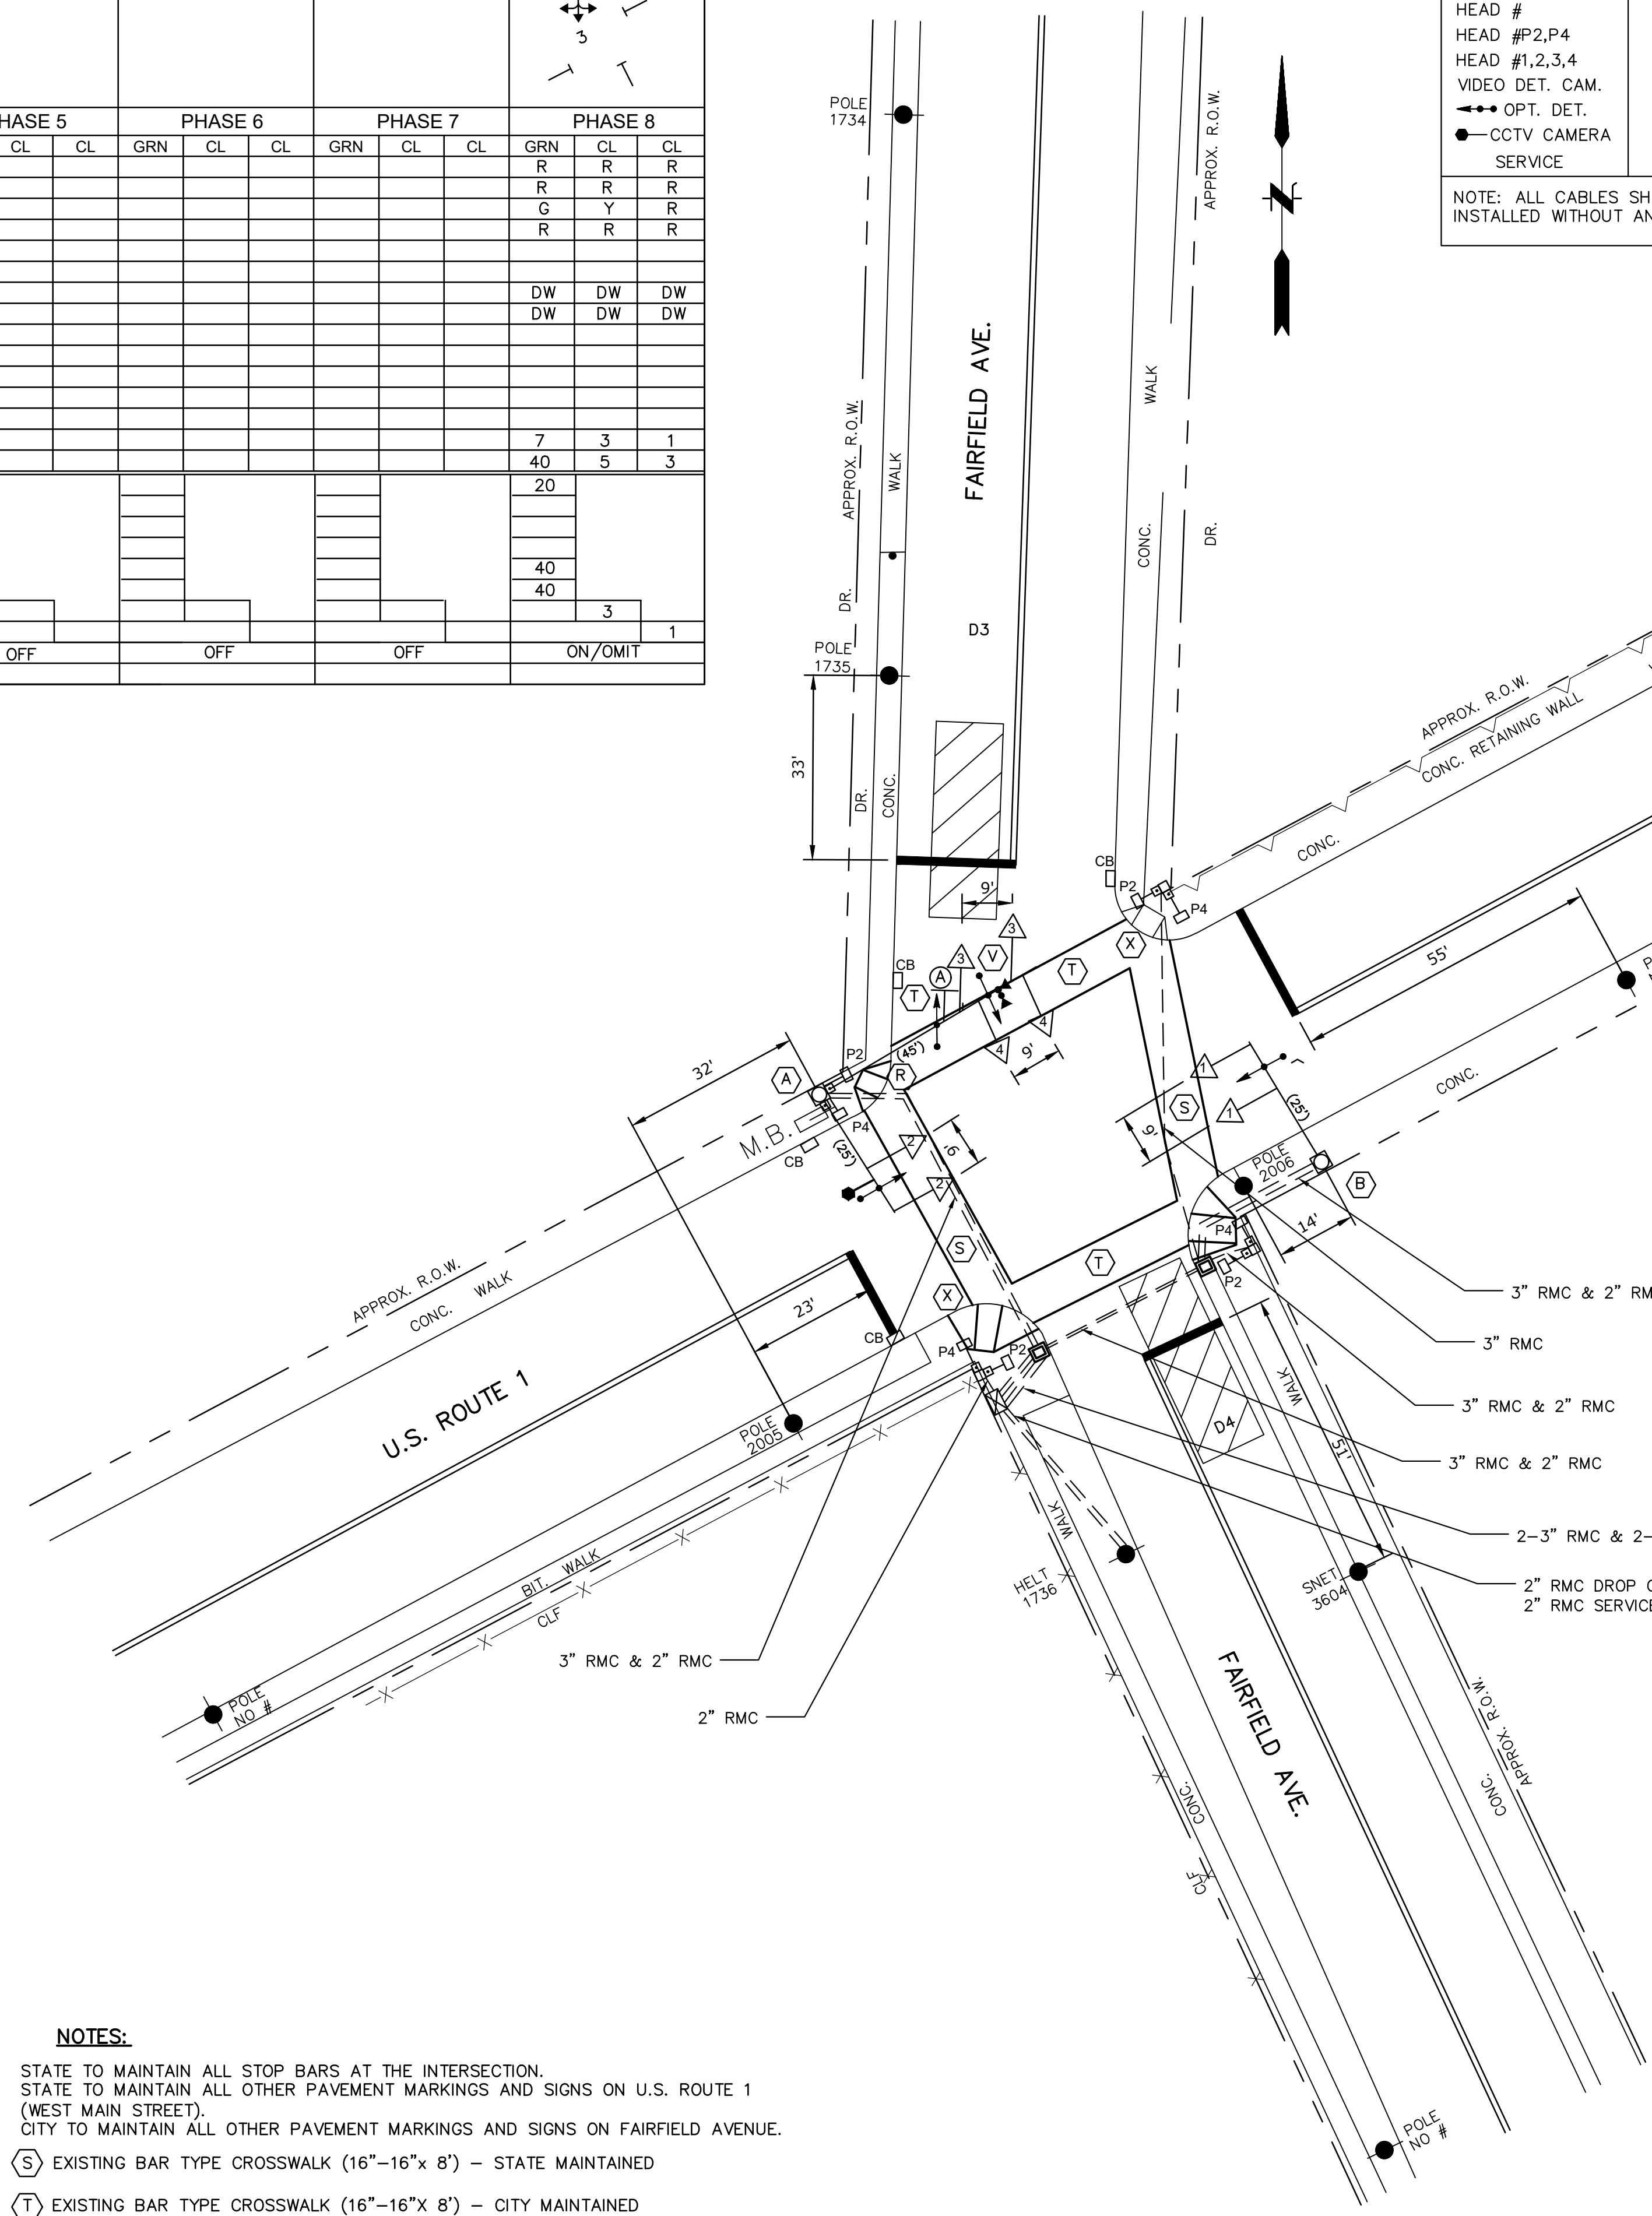 3
HASE 5
PHASE 6
PHASE 7
PHASE 8
CL CL GRN CL CL GRN CL CL GRN CL CL
R R R
R R R
G Y R
R R R
DW DW DW
DW DW DW
7 3 1
40 5 3
20
40
40
3
1
OFF OFF OFF ON/OMIT
HEAD #
HEAD #P2,P4
HEAD #1,2,3,4
VIDEO DET. CAM.
OPT. DET.
CCTV CAMERA
SERVICE
NOTE: ALL CABLES SH
INSTALLED WITHOUT AN
N
POLE
1734
APPROX. R.O.W.
FAIRFIELD AVE.
WALK
CONC.
DR.
APPROX. R.O.W.
WALK
DR.
D3
POLE
1735
33'
DR.
CONC.
APPROX. R.O.W.
CONC. RETAINING WALL
CONC.
CB
P2
P4
9'
3
3
V
X
T
A
CB
T
4
4
9'
(45')
55'
P
CONC.
32'
A
P2
R
M.B.
P4
CB
(25')
2
2
9'
1
1
S
9'
(25')
POLE
2006
B
14'
P4
P2
S
T
X
23'
CB
P4
P2
APPROX. R.O.W.
CONC. WALK
U.S. ROUTE 1
POLE
2005
BIT. WALK
CLF
POLE
NO #
3" RMC & 2" RM
3" RMC
3" RMC & 2" RMC
3" RMC & 2" RMC
2-3" RMC & 2-
2" RMC DROP
2" RMC SERVICE
3" RMC & 2" RMC
2" RMC
D4
WALK
51'
WALK
HELT
1736
SNET
3604
FAIRFIELD AVE.
APPROX. R.O.W.
APPROX. R.O.W.
CONC.
CONC.
CLF
POLE
NO #
NOTES:
STATE TO MAINTAIN ALL STOP BARS AT THE INTERSECTION.
STATE TO MAINTAIN ALL OTHER PAVEMENT MARKINGS AND SIGNS ON U.S. ROUTE 1
(WEST MAIN STREET).
CITY TO MAINTAIN ALL OTHER PAVEMENT MARKINGS AND SIGNS ON FAIRFIELD AVENUE.
S EXISTING BAR TYPE CROSSWALK (16"-16"x 8') - STATE MAINTAINED
T EXISTING BAR TYPE CROSSWALK (16"-16"X 8') - CITY MAINTAINED